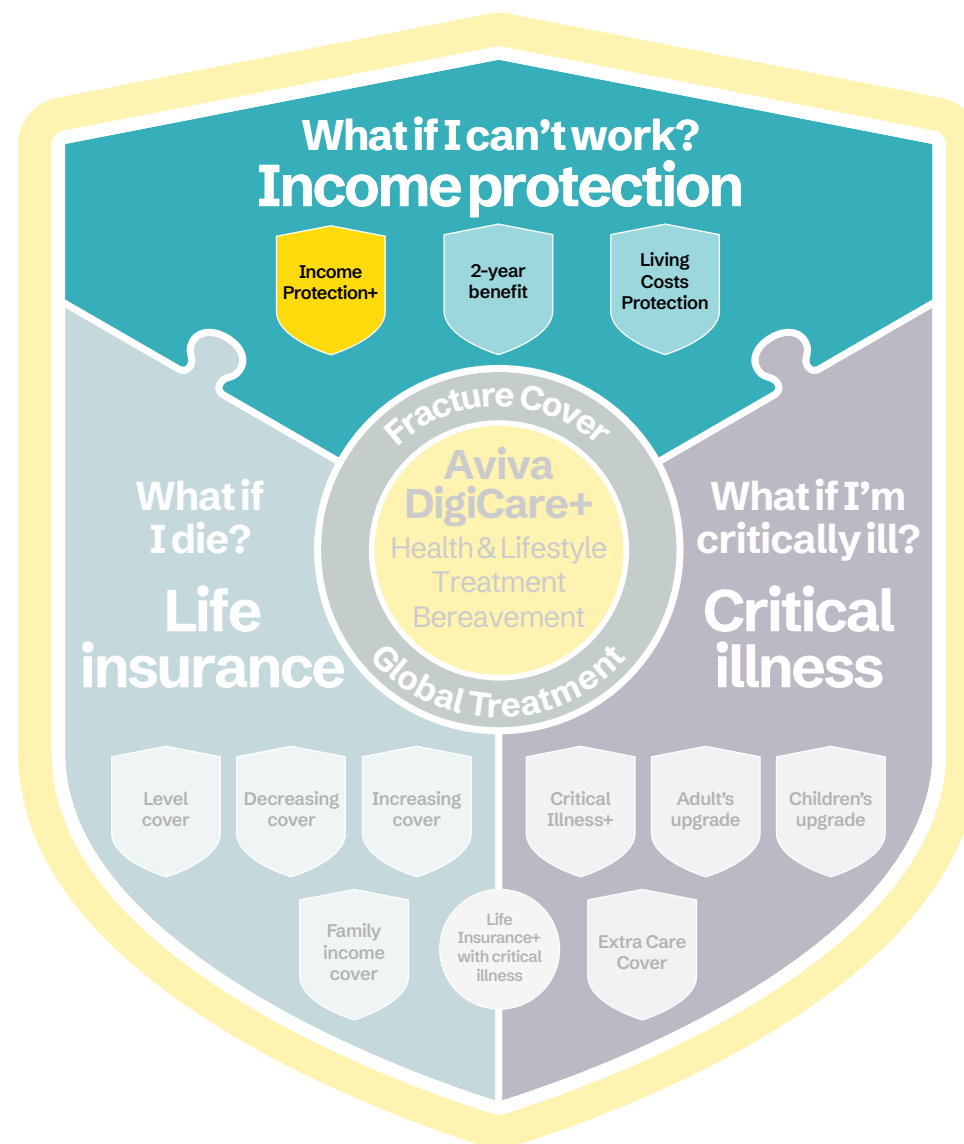 What if I can't work?
Income protection
Income
Protection+
2-year
benefit
Living
Costs
Protection
Fracture Cover
Aviva
DigiCare+
Health & Lifestyle
Treatment
Bereavement
Global Treatment
What if
I die?
Life
insurance
What if I'm
critically ill?
Critical
illness
Level
cover
Decreasing
cover
Increasing
cover
Critical
Illness+
Adult's
upgrade
Children's
upgrade
Family
income
cover
Life
Insurance+
with critical
illness
Extra Care
Cover